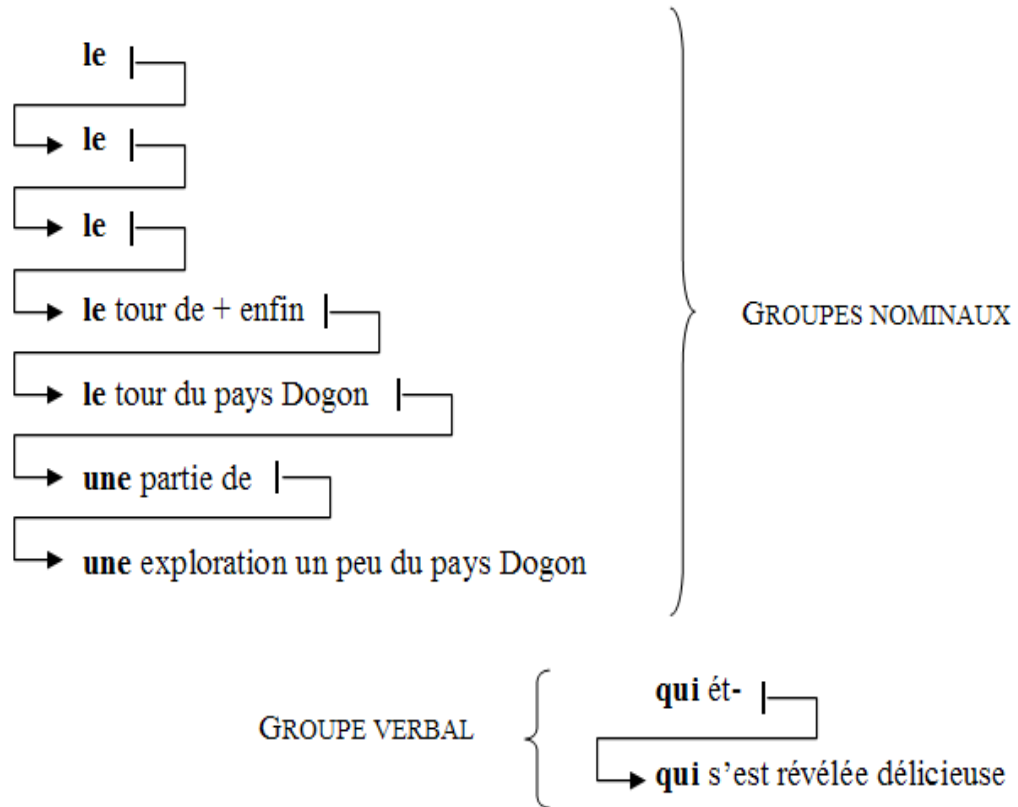 le
le
le
le tour de + enfin
GROUPES NOMINAUX
le tour du pays Dogon
une partie de
une exploration un peu du pays Dogon
qui ét-
GROUPE VERBAL
qui s’est révélée délicieuse